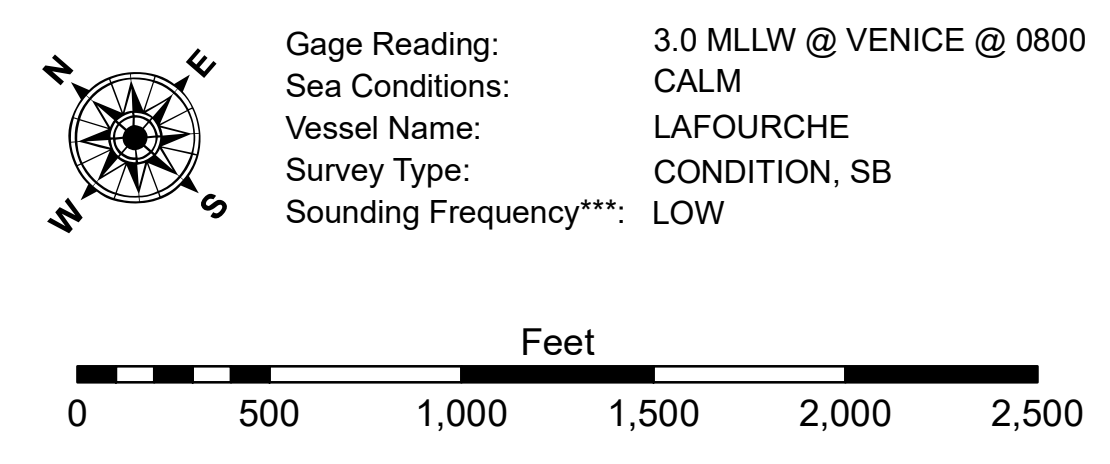 N E
W S
Gage Reading: 3.0 MLLW @ VENICE @ 0800
Sea Conditions: CALM
Vessel Name: LAFOURCHE
Survey Type: CONDITION, SB
Sounding Frequency***: LOW
Feet
0 500 1,000 1,500 2,000 2,500